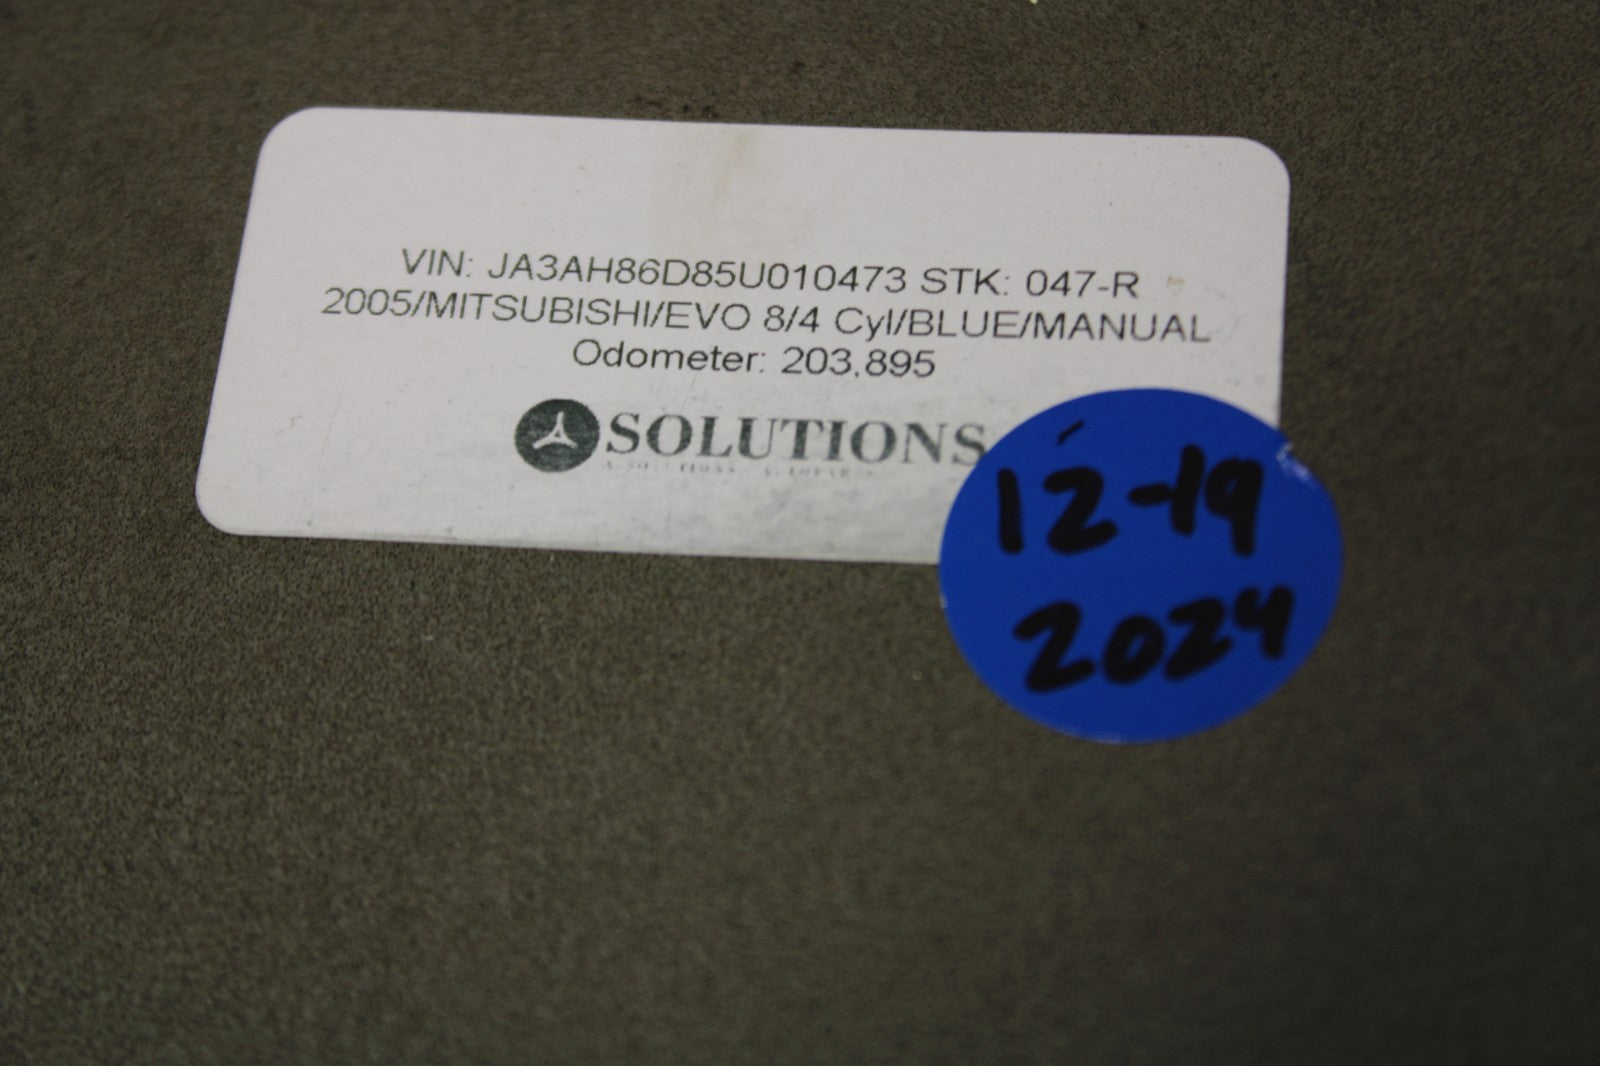 VIN: JA3AH86D85U010473 STK: 047-R
2005/MITSUBISHI/EVO 8/4 Cyl/BLUE/MANUAL
Odometer: 203,895
SOLUTIONS
12-19
2024